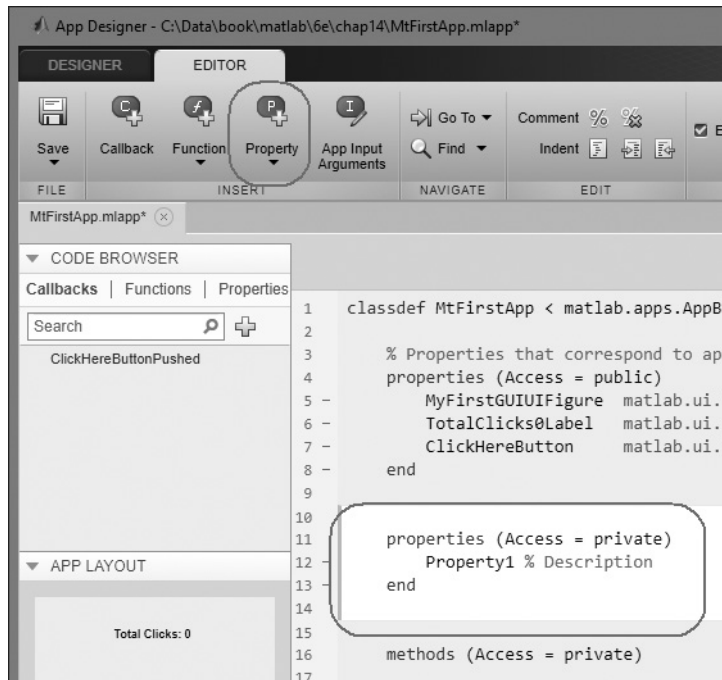 App Designer - C:\Data\book\matlab\6e\chap14\MtFirstApp.mlapp*
DESIGNER EDITOR
C f P I
Save Callback Function Property App Input Arguments
Go To
Find
Comment
Indent
FILE INSERT NAVIGATE EDIT
MtFirstApp.mlapp*
CODE BROWSER
Callbacks | Functions | Properties
Search
ClickHereButtonPushed
APP LAYOUT
Total Clicks: 0
1 classdef MtFirstApp < matlab.apps.AppB
2
3 % Properties that correspond to ap
4 properties (Access = public)
5 - MyFirstGUIUIFigure matlab.ui.
6 - TotalClicks0Label matlab.ui.
7 - ClickHereButton matlab.ui.
8 - end
9
10
11 properties (Access = private)
12 - Property1 % Description
13 - end
14
15
16 methods (Access = private)
17